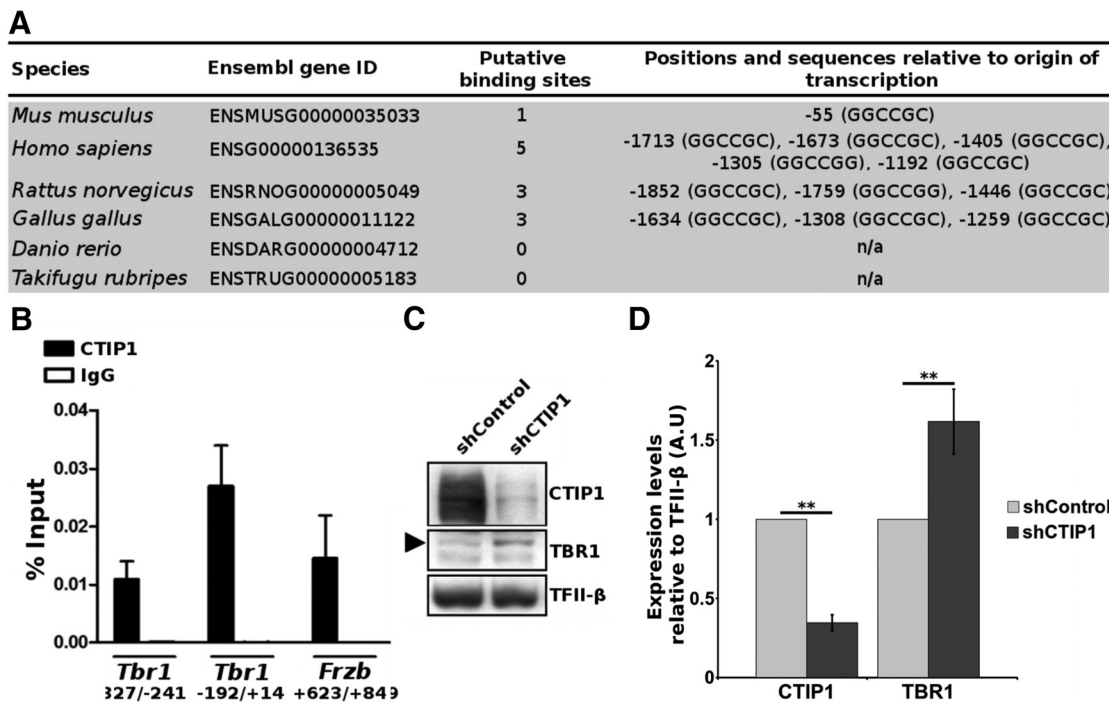 A
Species Ensembl gene ID Putative binding sites Positions and sequences relative to origin of transcription
Mus musculus ENSMUSG00000035033 1 -55 (GGCCGC)
Homo sapiens ENSG00000136535 5 -1713 (GGCCGC), -1673 (GGCCGC), -1405 (GGCCGC), -1305 (GGCCGG), -1192 (GGCCGC)
Rattus norvegicus ENSRNOG00000005049 3 -1852 (GGCCGC), -1759 (GGCCGG), -1446 (GGCCGC)
Gallus gallus ENSGALG00000011122 3 -1634 (GGCCGC), -1308 (GGCCGC), -1259 (GGCCGC)
Danio rerio ENSDARG00000004712 0 n/a
Takifugu rubripes ENSTRUG00000005183 0 n/a
B
CTIP1
IgG
% Input
0.04
0.03
0.02
0.01
0.00
Tbr1 Tbr1 Frzb
327/-241 -192/+14 +623/+849
C
shControl
shCTIP1
CTIP1
TBR1
TFII-β
D
Expression levels
relative to TFII-β (A.U)
2
1.5
1
0.5
0
** **
CTIP1 TBR1
shControl
shCTIP1